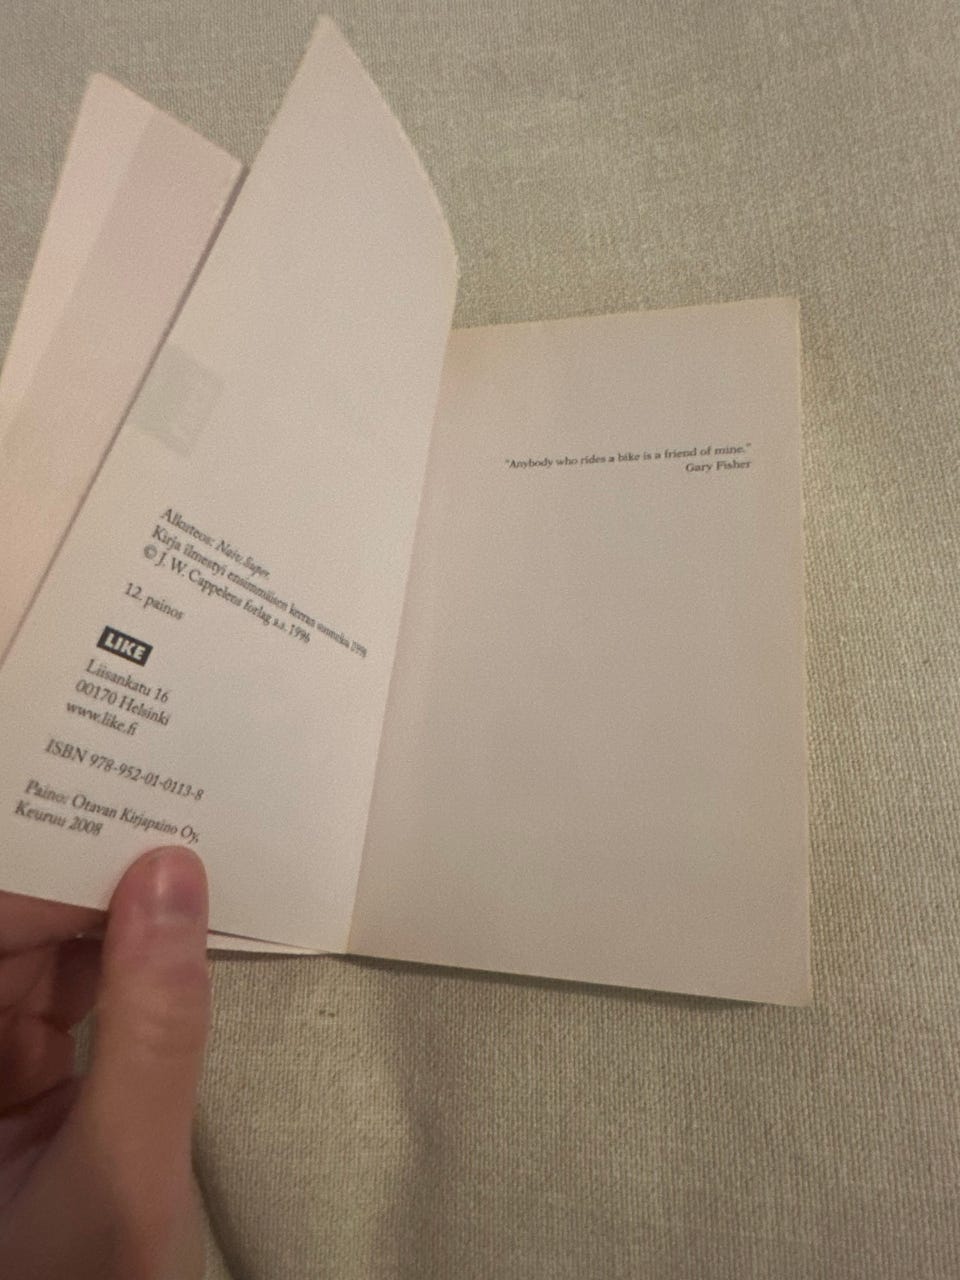 Alkuteos: Naiv. Super.
Kirja ilmestyi ensimmäisen kerran suomeksi 1998
© J. W. Cappelens forlag a.s. 1996
12. painos
LIKE
Liisankatu 16
00170 Helsinki
www.like.fi
ISBN 978-952-01-0113-8
Paino: Otavan Kirjapaino Oy,
Keuruu 2008
"Anybody who rides a bike is a friend of mine."
Gary Fisher